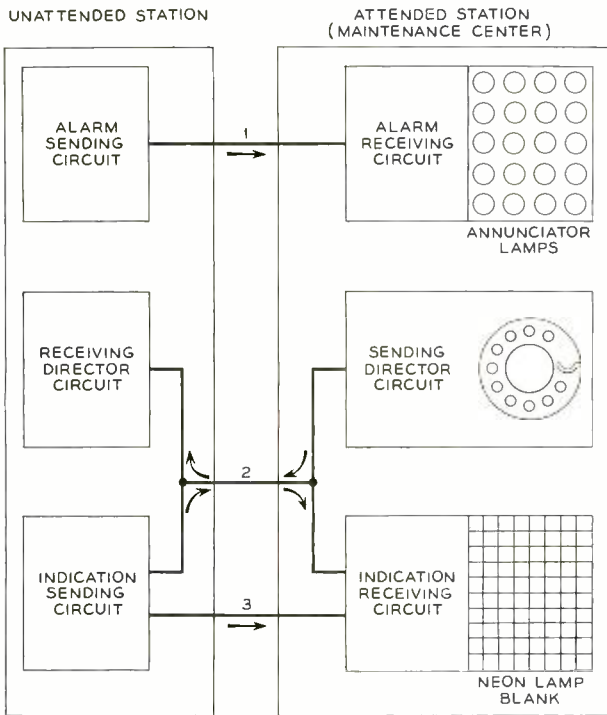 UNATTENDED STATION
ATTENDED STATION
(MAINTENANCE CENTER)
ALARM
SENDING
CIRCUIT
1
ALARM
RECEIVING
CIRCUIT
ANNUNCIATOR
LAMPS
RECEIVING
DIRECTOR
CIRCUIT
SENDING
DIRECTOR
CIRCUIT
2
INDICATION
SENDING
CIRCUIT
3
INDICATION
RECEIVING
CIRCUIT
NEON LAMP
BLANK